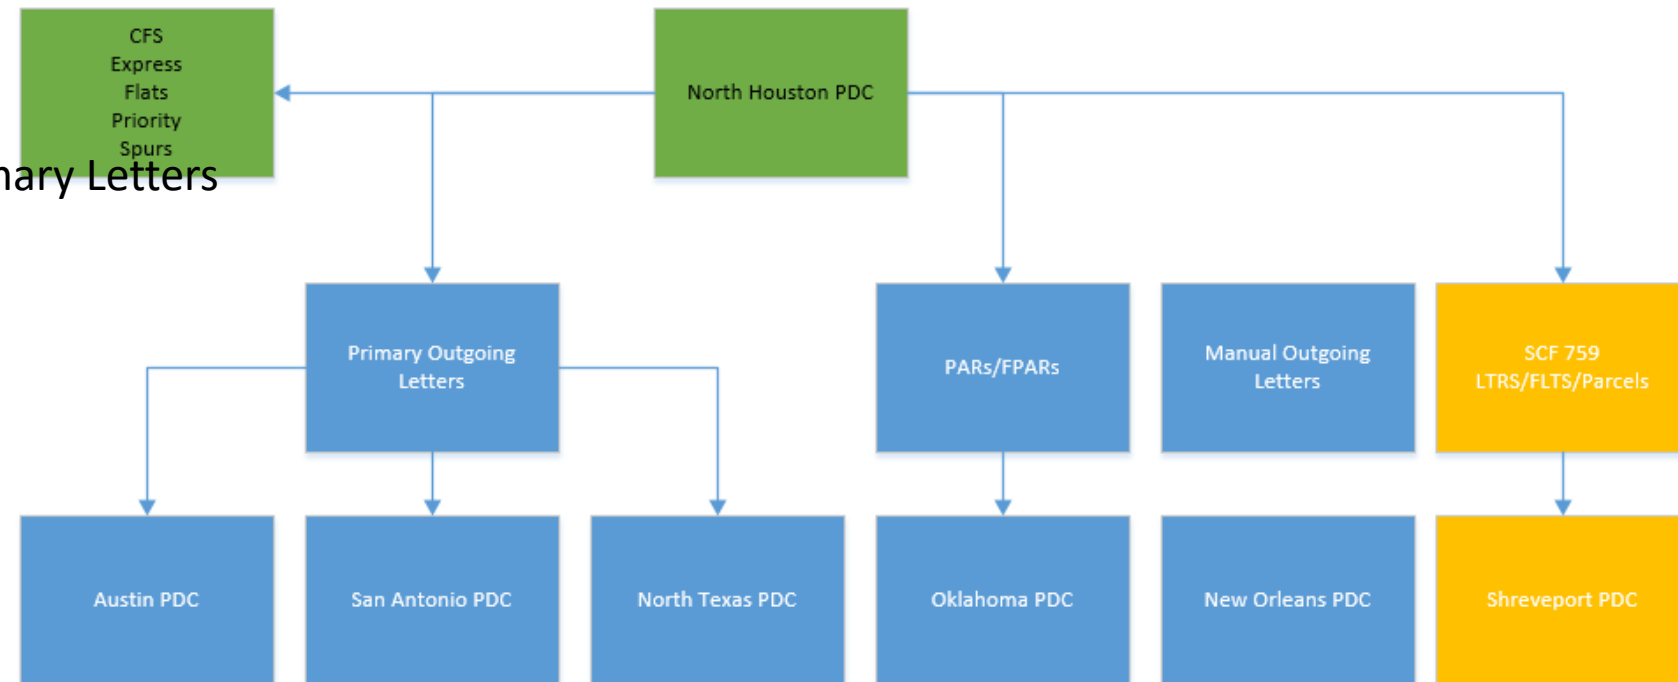 CFS
Express
Flats
Priority
Spurs
Letters
North Houston PDC
Primary Outgoing
Letters
PARs/FPARs
Manual Outgoing
Letters
SCF 759
LTRS/FLTS/Parcels
Austin PDC
San Antonio PDC
North Texas PDC
Oklahoma PDC
New Orleans PDC
Shreveport PDC